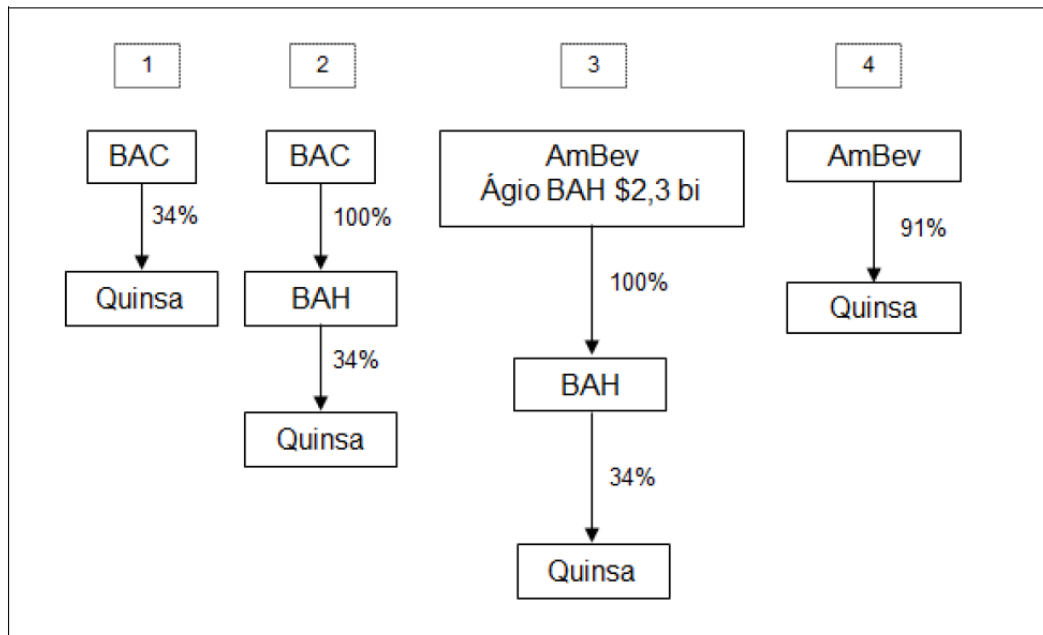 1
2
3
4
BAC
BAC
AmBev
Ágio BAH $2,3 bi
AmBev
34%
100%
91%
100%
Quinsa
BAH
Quinsa
34%
BAH
Quinsa
34%
Quinsa